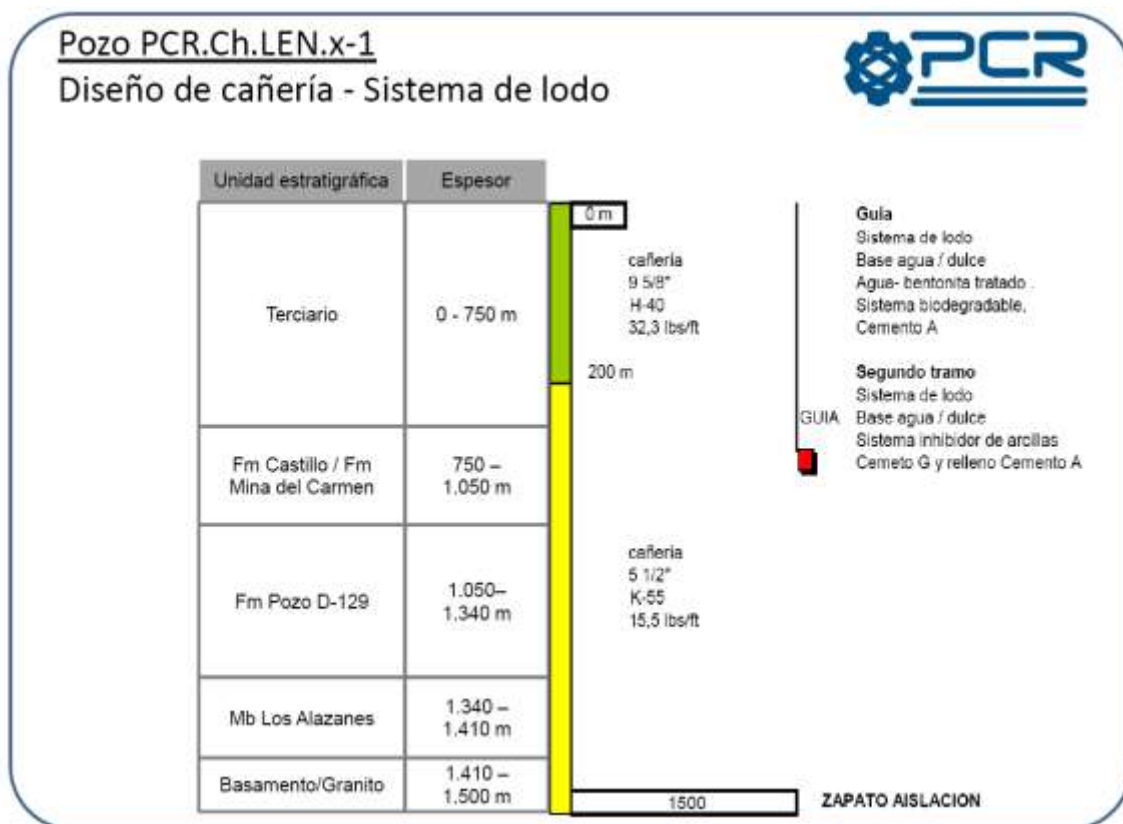 Pozo PCR.Ch.LEN.x-1
Diseño de cañería - Sistema de lodo
PCR
Unidad estratigráfica Espesor
Terciario 0 - 750 m
Fm Castillo / Fm
Mina del Carmen
750 –
1.050 m
Fm Pozo D-129
1.050–
1.340 m
Mb Los Alazanes
1.340 –
1.410 m
Basamento/Granito
1.410 –
1.500 m
0 m
cañeria
9 5/8"
H-40
32,3 lbs/ft
200 m
cañeria
5 1/2"
K-55
15,5 lbs/ft
1500
GUIA
ZAPATO AISLACION
Guia
Sistema de lodo
Base agua / dulce
Agua- bentonita tratado .
Sistema biodegradable,
Cemento A
Segundo tramo
Sistema de lodo
Base agua / dulce
Sistema inhibidor de arcillas
Cemeto G y relleno Cemento A